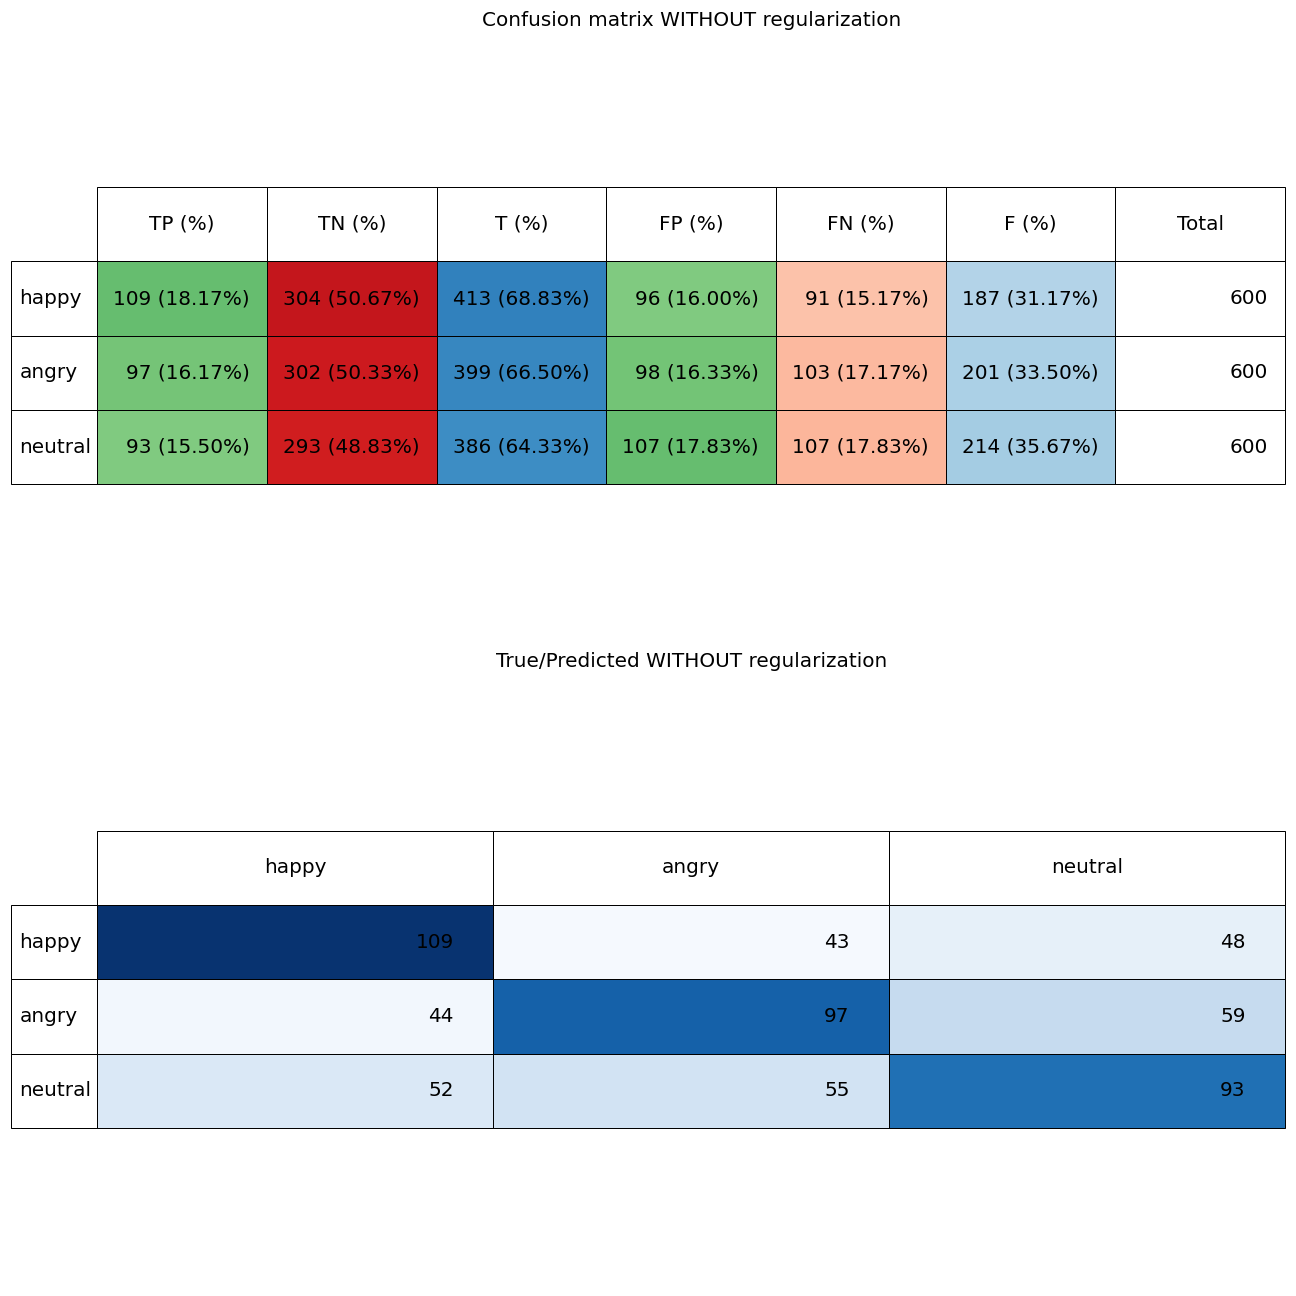 Confusion matrix WITHOUT regularization
TP (%) TN (%) T (%) FP (%) FN (%) F (%) Total
happy 109 (18.17%) 304 (50.67%) 413 (68.83%) 96 (16.00%) 91 (15.17%) 187 (31.17%) 600
angry 97 (16.17%) 302 (50.33%) 399 (66.50%) 98 (16.33%) 103 (17.17%) 201 (33.50%) 600
neutral 93 (15.50%) 293 (48.83%) 386 (64.33%) 107 (17.83%) 107 (17.83%) 214 (35.67%) 600
True/Predicted WITHOUT regularization
happy angry neutral
happy 109 43 48
angry 44 97 59
neutral 52 55 93